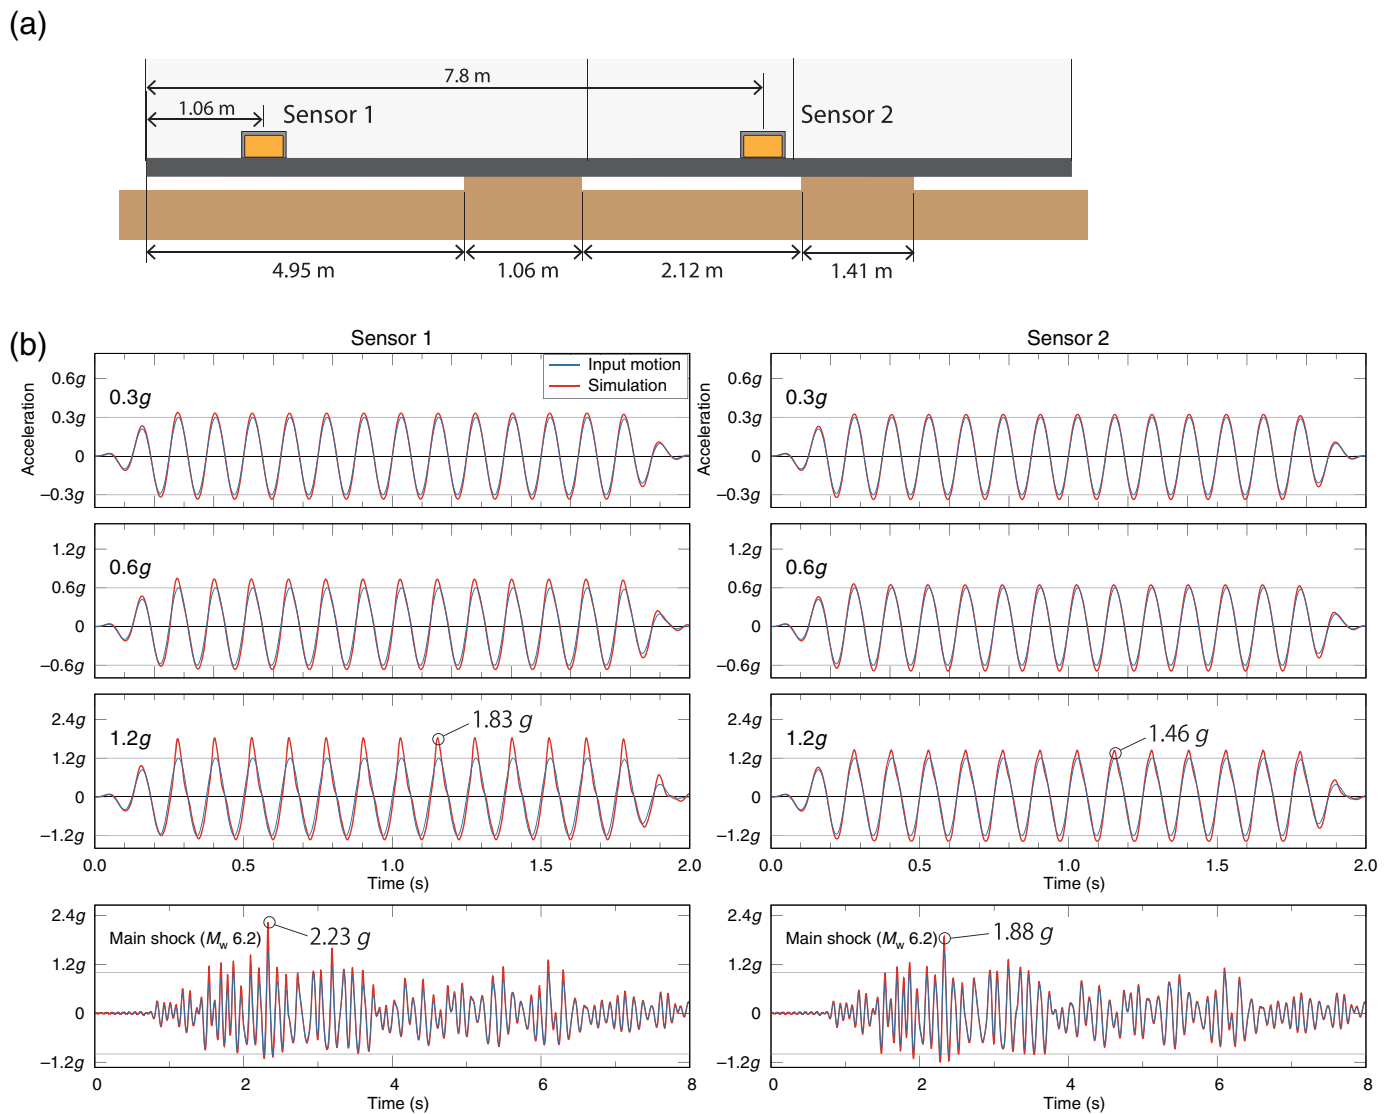 (a)
7.8 m
1.06 m
Sensor 1
Sensor 2
4.95 m
1.06 m
2.12 m
1.41 m
(b)
Sensor 1
Sensor 2
Acceleration
0.6g
0.3g
0
−0.3g
0.3g
Input motion
Simulation
Acceleration
0.6g
0.3g
0
−0.3g
0.3g
1.2g
0.6g
0
−0.6g
0.6g
1.2g
0.6g
0
−0.6g
0.6g
2.4g
1.2g
0
−1.2g
1.2g
1.83 g
0.0 0.5 1.0 1.5 2.0
Time (s)
2.4g
1.2g
0
−1.2g
1.2g
1.46 g
0.0 0.5 1.0 1.5 2.0
Time (s)
2.4g
1.2g
0
−1.2g
Main shock (Mw 6.2)
2.23 g
0 2 4 6 8
Time (s)
2.4g
1.2g
0
−1.2g
Main shock (Mw 6.2)
1.88 g
0 2 4 6 8
Time (s)